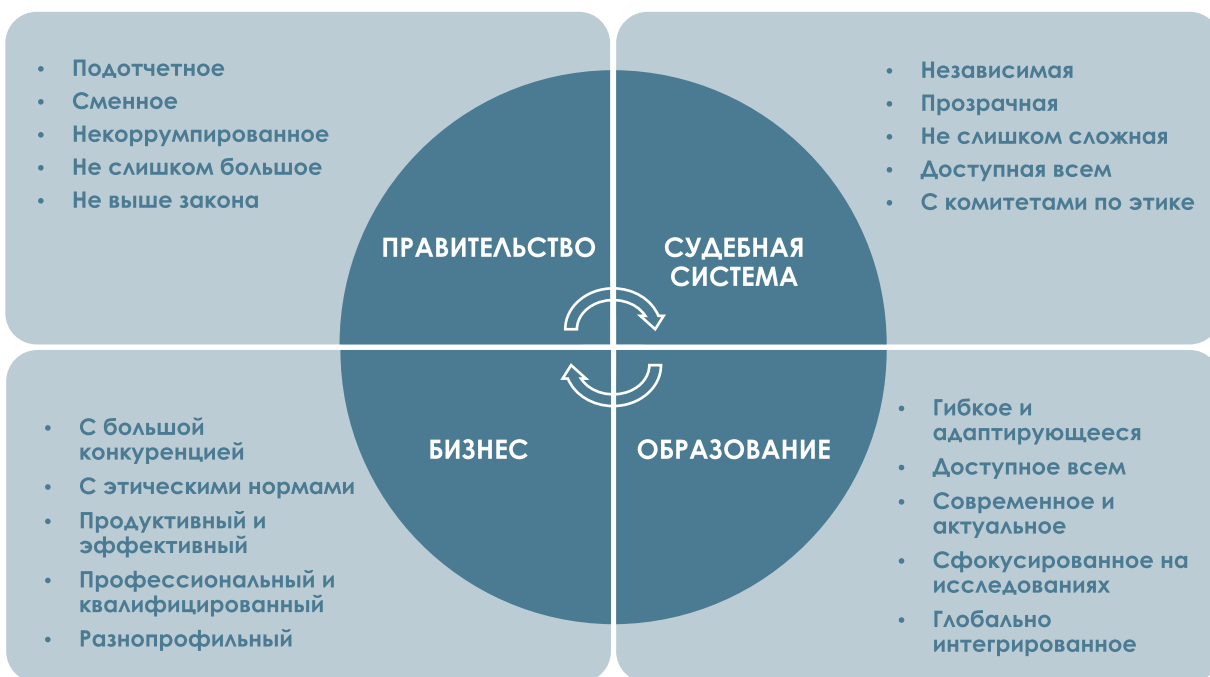 • Подотчетное
• Сменное
• Некоррумпированное
• Не слишком большое
• Не выше закона
ПРАВИТЕЛЬСТВО
• Независимая
• Прозрачная
• Не слишком сложная
• Доступная всем
• С комитетами по этике
СУДЕБНАЯ
СИСТЕМА
• С большой
конкуренцией
• С этическими нормами
• Продуктивный и
эффективный
• Профессиональный и
квалифицированный
• Разнопрофильный
БИЗНЕС
ОБРАЗОВАНИЕ
• Гибкое и
адаптирующееся
• Доступное всем
• Современное и
актуальное
• Сфокусированное на
исследованиях
• Глобально
интегрированное